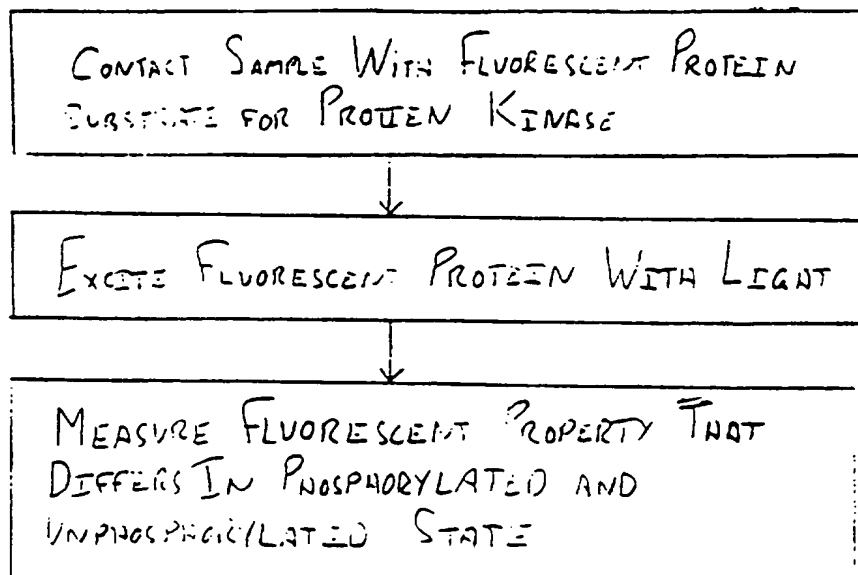 CONTACT SAMPLE WITH FLUORESCENT PROTEIN
SUBSTRATE FOR PROTIEN KINASE
EXCITE FLUORESCENT PROTEIN WITH LIGHT
MEASURE FLUORESCENT PROPERTY THAT
DIFFERS IN PHOSPHORYLATED AND
UNPHOSPHORYLATED STATE